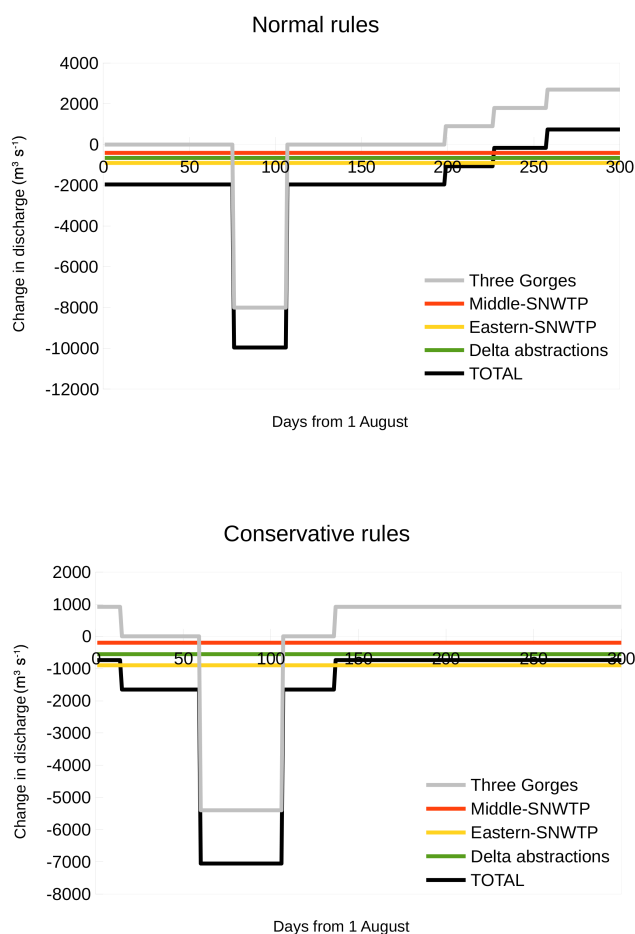 Normal rules
4000
2000
0
-2000
-4000
-6000
-8000
-10000
-12000
0 50 100 150 200 250 300
Change in discharge (m³ s⁻¹)
Three Gorges
Middle-SNWTP
Eastern-SNWTP
Delta abstractions
TOTAL
Days from 1 August
Conservative rules
2000
1000
0
-1000
-2000
-3000
-4000
-5000
-6000
-7000
-8000
0 50 100 150 200 250 300
Change in discharge (m³ s⁻¹)
Three Gorges
Middle-SNWTP
Eastern-SNWTP
Delta abstractions
TOTAL
Days from 1 August